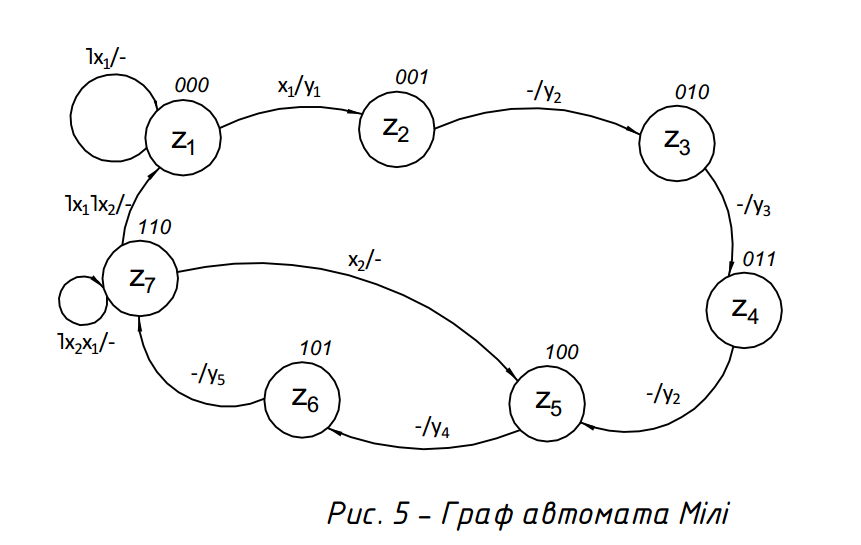 ˥x₁/-
000
z₁
x₁/y₁
001
z₂
-/y₂
010
z₃
-/y₃
˥x₁˥x₂/-
110
z₇
x₂/-
011
z₄
˥x₂x₁/-
-/y₅
101
z₆
-/y₄
100
z₅
-/y₂
Рис. 5 – Граф автомата Мілі